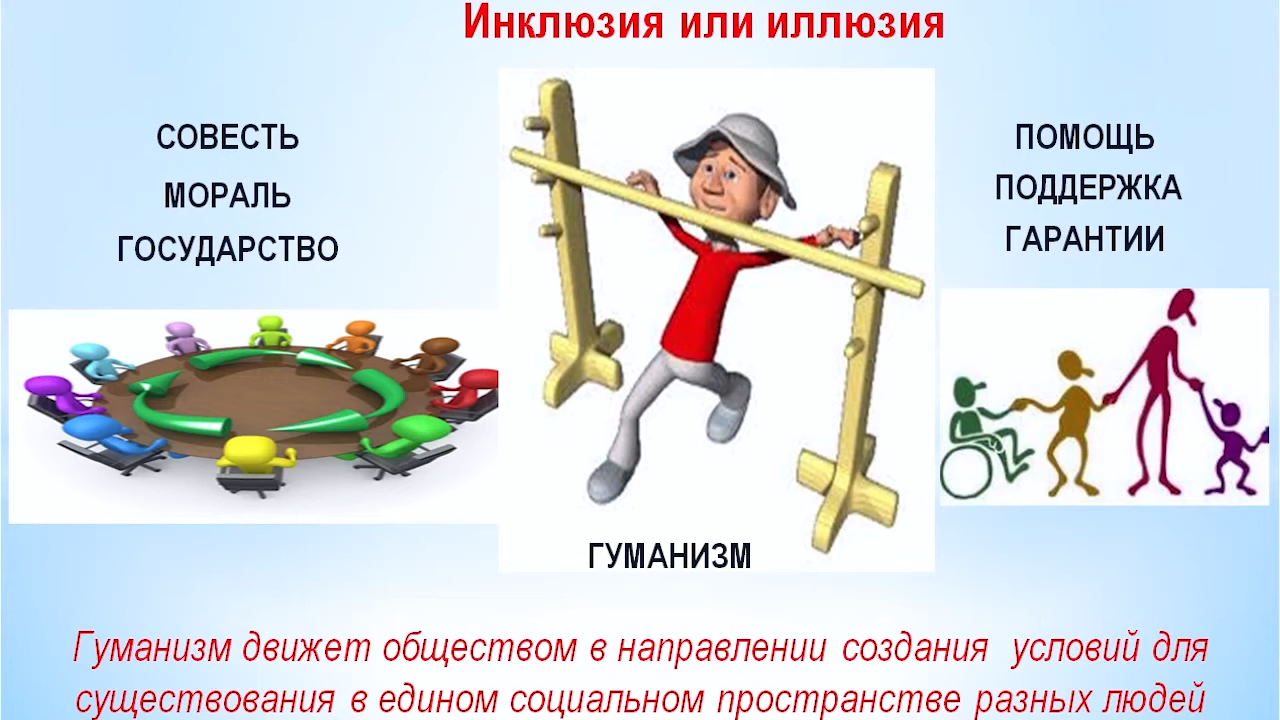 Инклюзия или иллюзия
СОВЕСТЬ
МОРАЛЬ
ГОСУДАРСТВО
ПОМОЩЬ
ПОДДЕРЖКА
ГАРАНТИИ
ГУМАНИЗМ
Гуманизм движет обществом в направлении создания условий для
существования в едином социальном пространстве разных людей